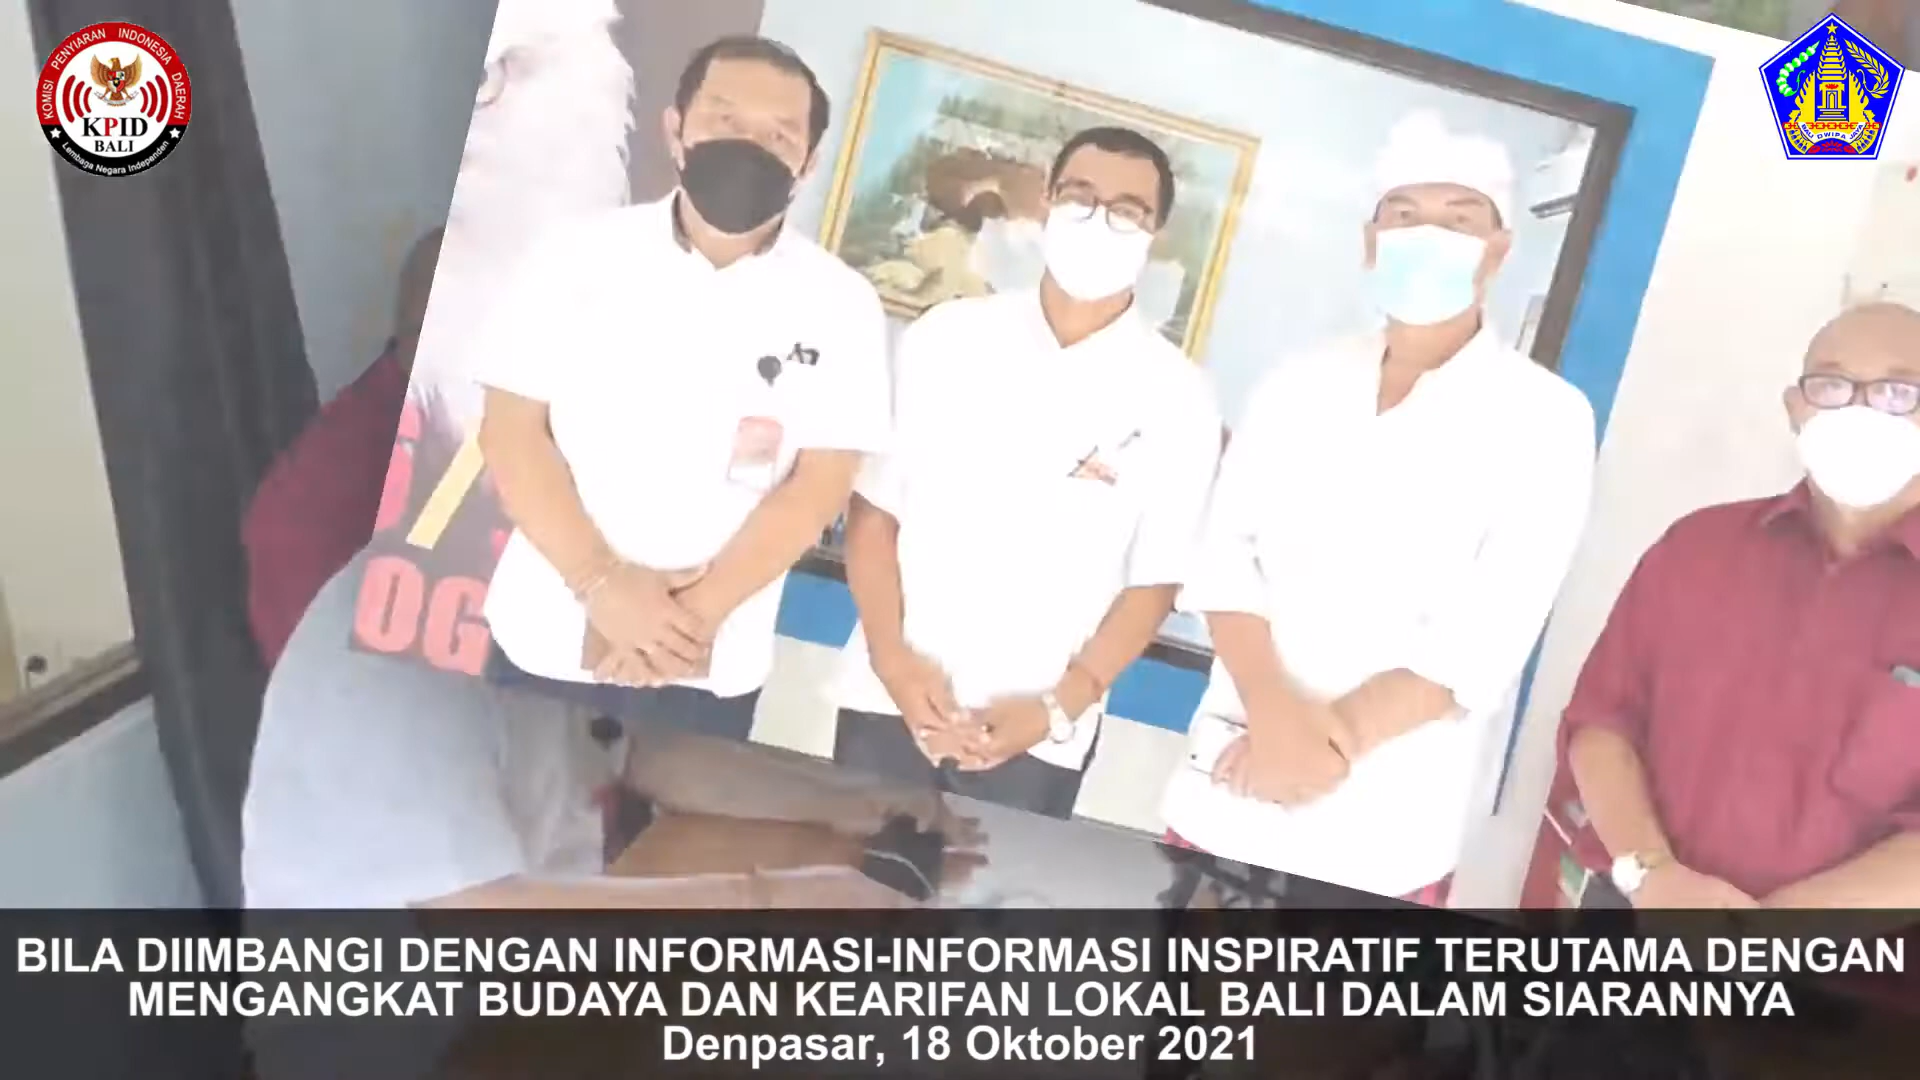 KOMISI PENYIARAN INDONESIA DAERAH
KPID
BALI
Lembaga Negara Independen
BALI DWIPA JAYA
OG
BILA DIIMBANGI DENGAN INFORMASI-INFORMASI INSPIRATIF TERUTAMA DENGAN
MENGANGKAT BUDAYA DAN KEARIFAN LOKAL BALI DALAM SIARANNYA
Denpasar, 18 Oktober 2021